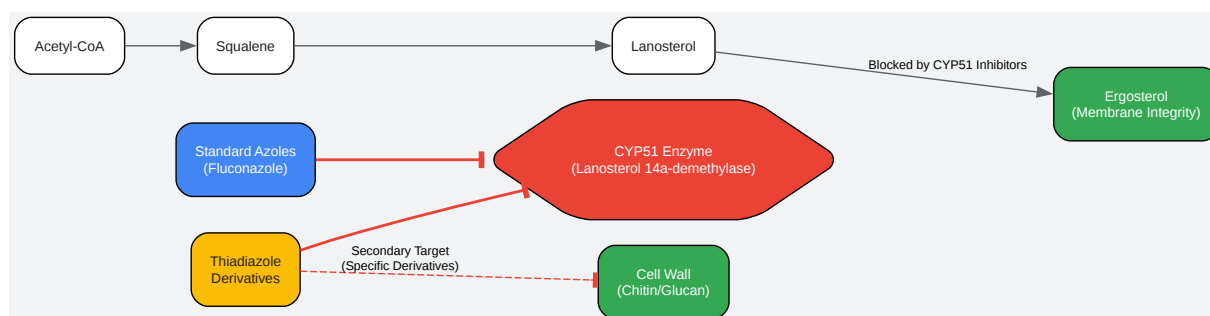 Acetyl-CoA
Squalene
Lanosterol
Blocked by CYP51 Inhibitors
Ergosterol
(Membrane Integrity)
Standard Azoles
(Fluconazole)
CYP51 Enzyme
(Lanosterol 14a-demethylase)
Thiadiazole
Derivatives
Secondary Target
(Specific Derivatives)
Cell Wall
(Chitin/Glucan)